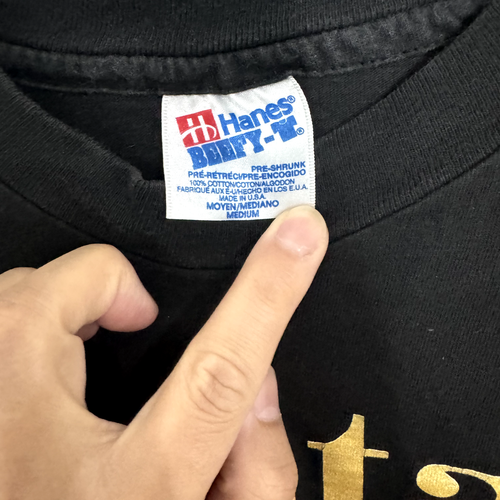 Hanes®
BEEFY-T®
PRE-SHRUNK
PRÉ-RÉTRÉCI/PRE-ENCOGIDO
100% COTTON/COTON/ALGODON
FABRIQUÉ AUX É-U/HECHO EN LOS E.U.A.
MADE IN U.S.A.
MOYEN/MEDIANO
MEDIUM
ta